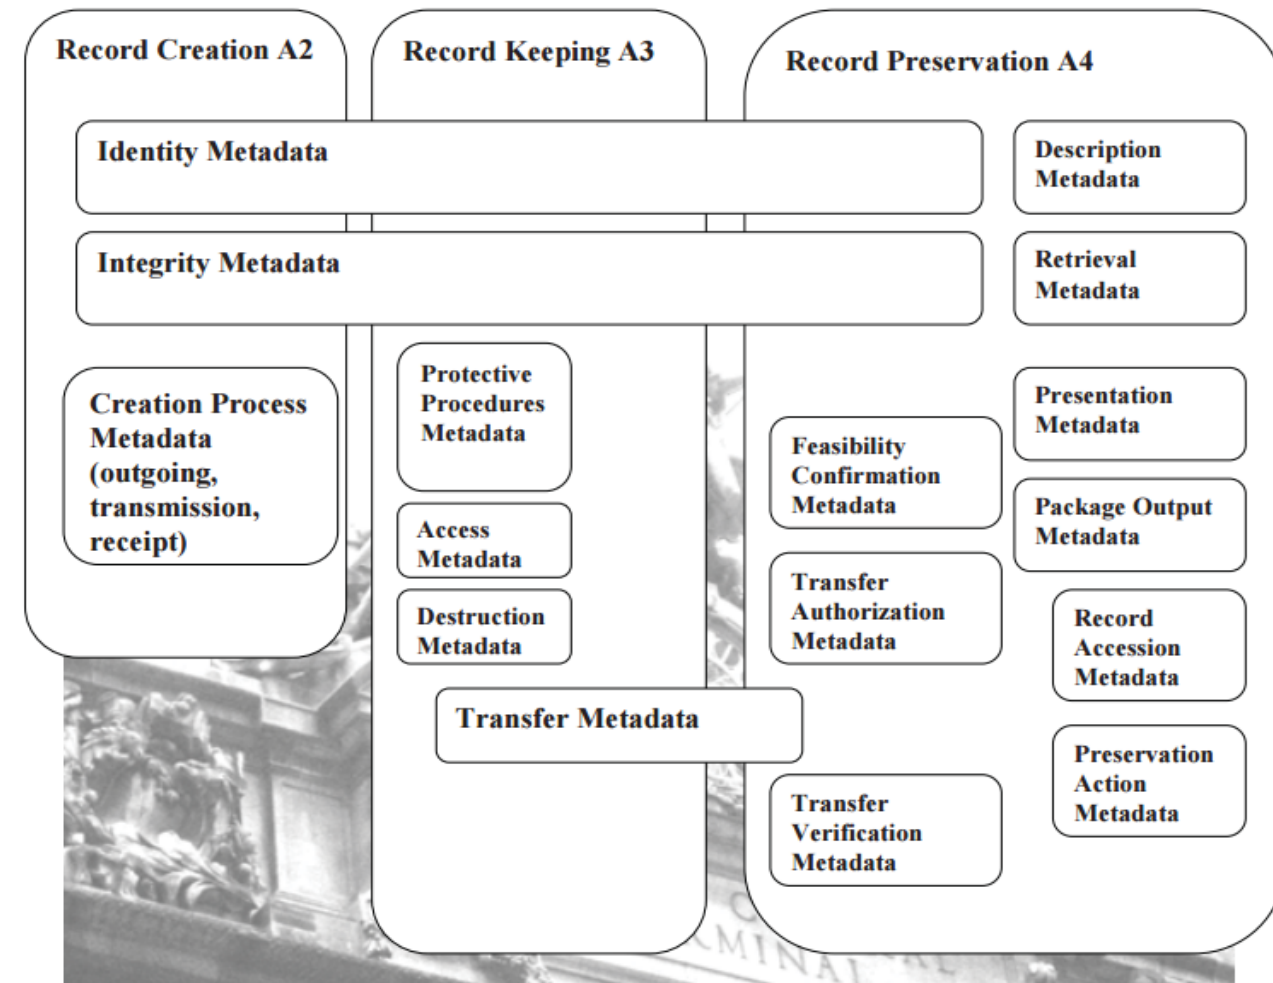 Record Creation A2
Record Keeping A3
Record Preservation A4
Identity Metadata
Description
Metadata
Integrity Metadata
Retrieval
Metadata
Creation Process
Metadata
(outgoing,
transmission,
receipt)
Protective
Procedures
Metadata
Access
Metadata
Destruction
Metadata
Transfer Metadata
Feasibility
Confirmation
Metadata
Transfer
Authorization
Metadata
Transfer
Verification
Metadata
Presentation
Metadata
Package Output
Metadata
Record
Accession
Metadata
Preservation
Action
Metadata